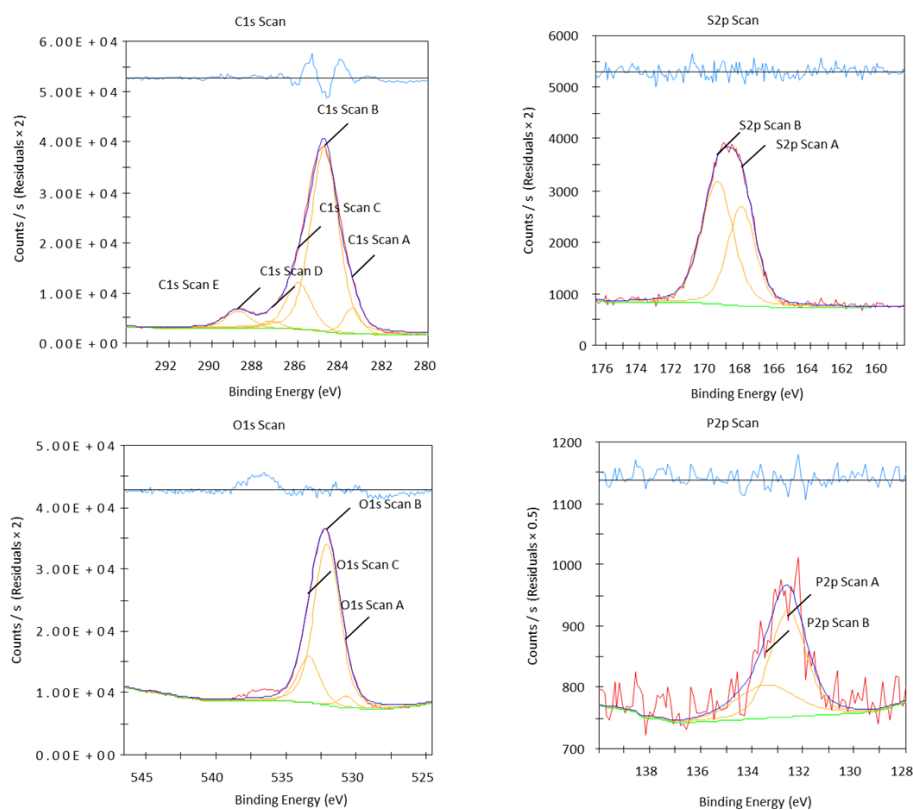 C1s Scan
Counts / s (Residuals × 2)
6.00E + 04
5.00E + 04
4.00E + 04
3.00E + 04
2.00E + 04
1.00E + 04
0.00E + 00
C1s Scan B
C1s Scan C
C1s Scan A
C1s Scan D
C1s Scan E
292 290 288 286 284 282 280
Binding Energy (eV)
S2p Scan
Counts / s (Residuals × 2)
6000
5000
4000
3000
2000
1000
0
S2p Scan B
S2p Scan A
176 174 172 170 168 166 164 162 160
Binding Energy (eV)
O1s Scan
Counts / s (Residuals × 2)
5.00E + 04
4.00E + 04
3.00E + 04
2.00E + 04
1.00E + 04
0.00E + 00
O1s Scan B
O1s Scan C
O1s Scan A
545 540 535 530 525
Binding Energy (eV)
P2p Scan
Counts / s (Residuals × 0.5)
1200
1100
1000
900
800
700
P2p Scan A
P2p Scan B
138 136 134 132 130 128
Binding Energy (eV)